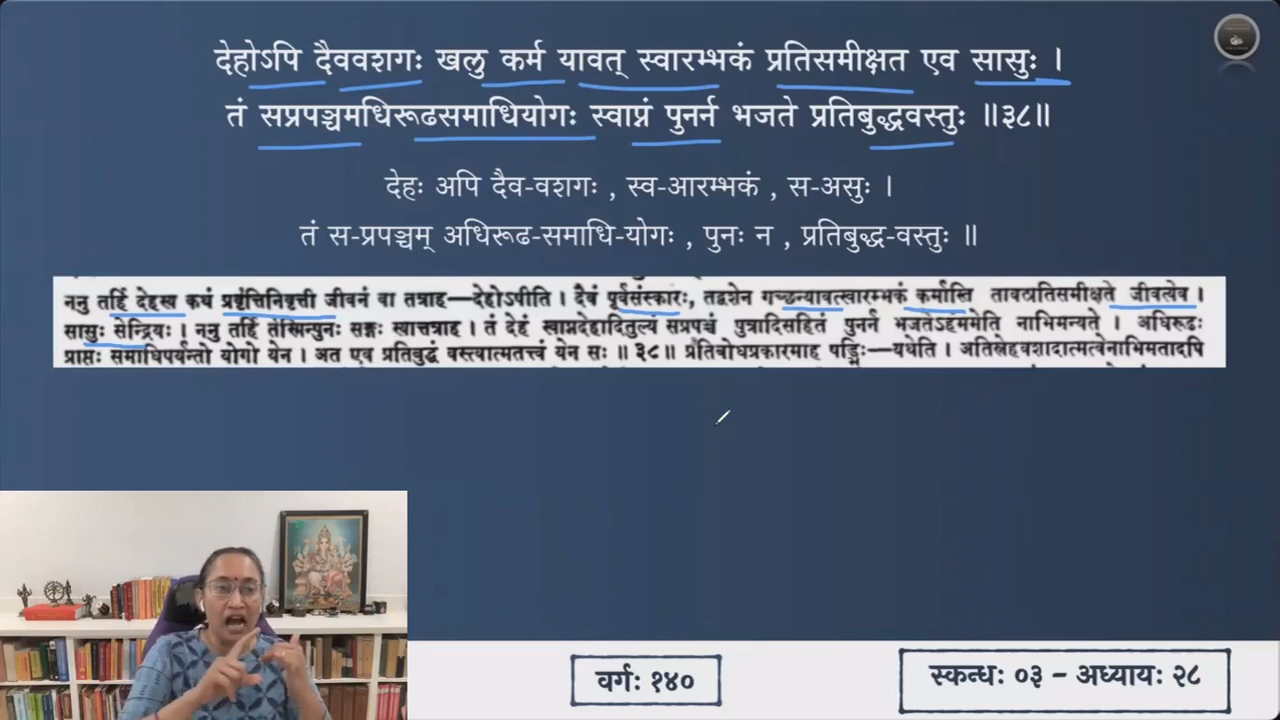 देहोऽपि दैववशगः खलु कर्म यावत् स्वारम्भकं प्रतिसमीक्षत एव सासुः ।
तं सप्रपञ्चमधिरूढसमाधियोगः स्वाप्नं पुनर्न भजते प्रतिबुद्धवस्तुः ॥३८॥
देहः अपि दैव-वशगः , स्व-आरम्भकं , स-असुः ।
तं स-प्रपञ्चम् अधिरूढ-समाधि-योगः , पुनः न , प्रतिबुद्ध-वस्तुः ॥
ननु तर्हि देहस्य कथं प्रवृत्तिनिवृत्ती जीवनं वा तत्राह—देहोऽपीति । दैवं पूर्वसंस्कारः, तद्वशेन गच्छन्यावत्स्वारम्भकं कर्मास्ति तावत्प्रतिसमीक्षते जीवत्येव ।
सासुः सेन्द्रियः । ननु तर्हि तस्मिन्पुनः सङ्गः स्यात्तत्राह । तं देहं स्वाप्नदेहादितुल्यं सप्रपञ्चं पुत्रादिसहितं पुनर्न भजतेऽहंममेति नाभिमन्यते । अधिरूढः
प्राप्तः समाधिपर्यन्तो योगो येन । अत एव प्रतिबुद्धं वस्त्वात्मतत्त्वं येन सः ॥ ३८॥ प्रतिबोधप्रकारमाह षड्भिः—यथेति । अतिस्नेहवशादात्मत्वेनाभिमतादपि
वर्गः १४०
स्कन्धः ०३ – अध्यायः २८